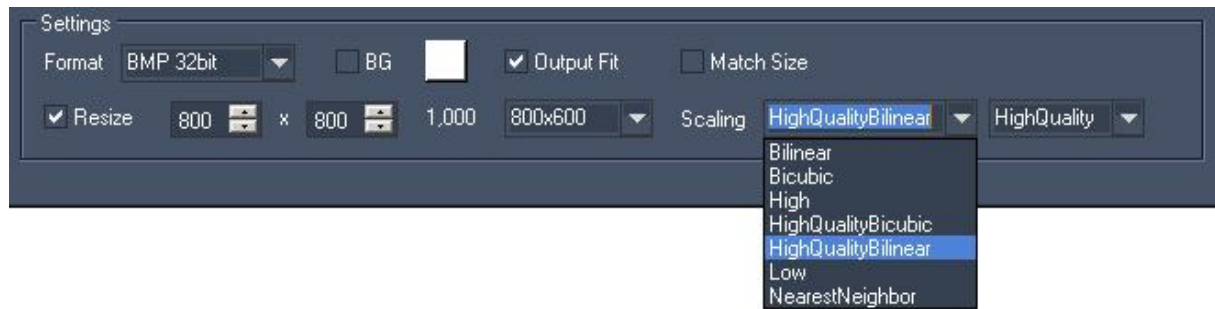 Settings
Format BMP 32bit BG Output Fit Match Size
Resize 800 x 800 1,000 800x600 Scaling HighQualityBilinear HighQuality
Bilinear
Bicubic
High
HighQualityBicubic
HighQualityBilinear
Low
NearestNeighbor